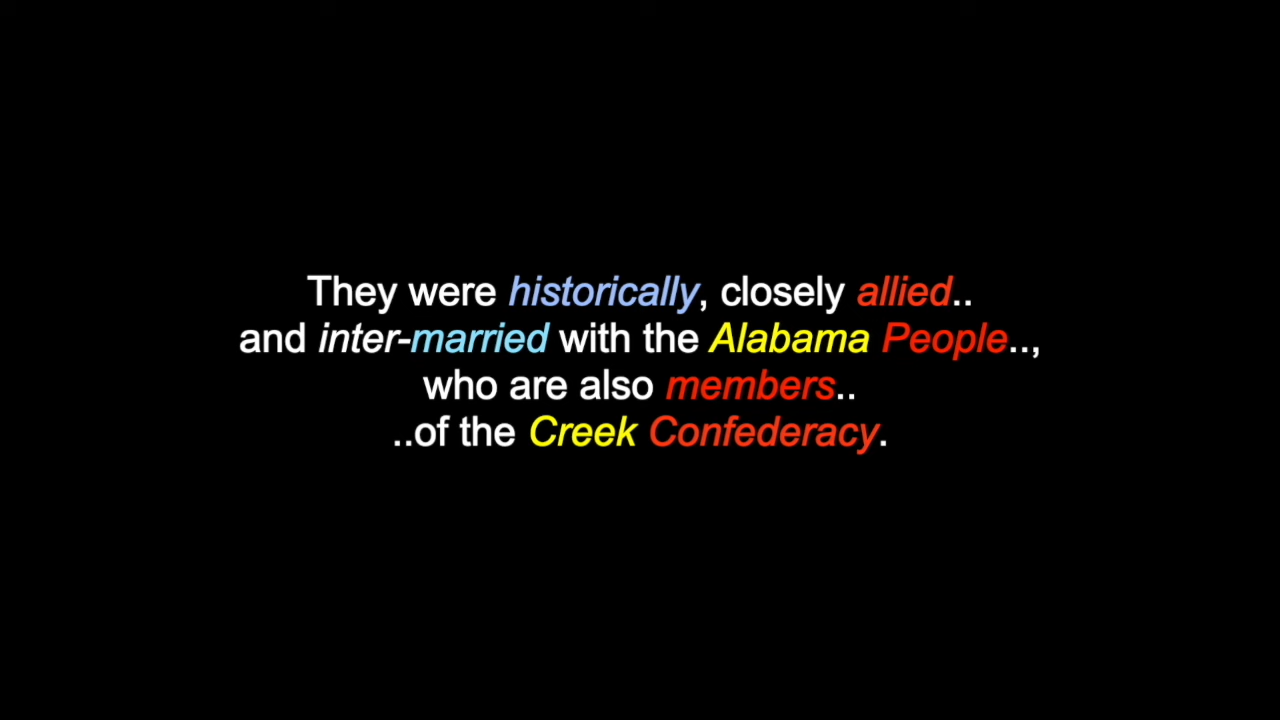 They were historically, closely allied..
and inter-married with the Alabama People..,
who are also members..
..of the Creek Confederacy.